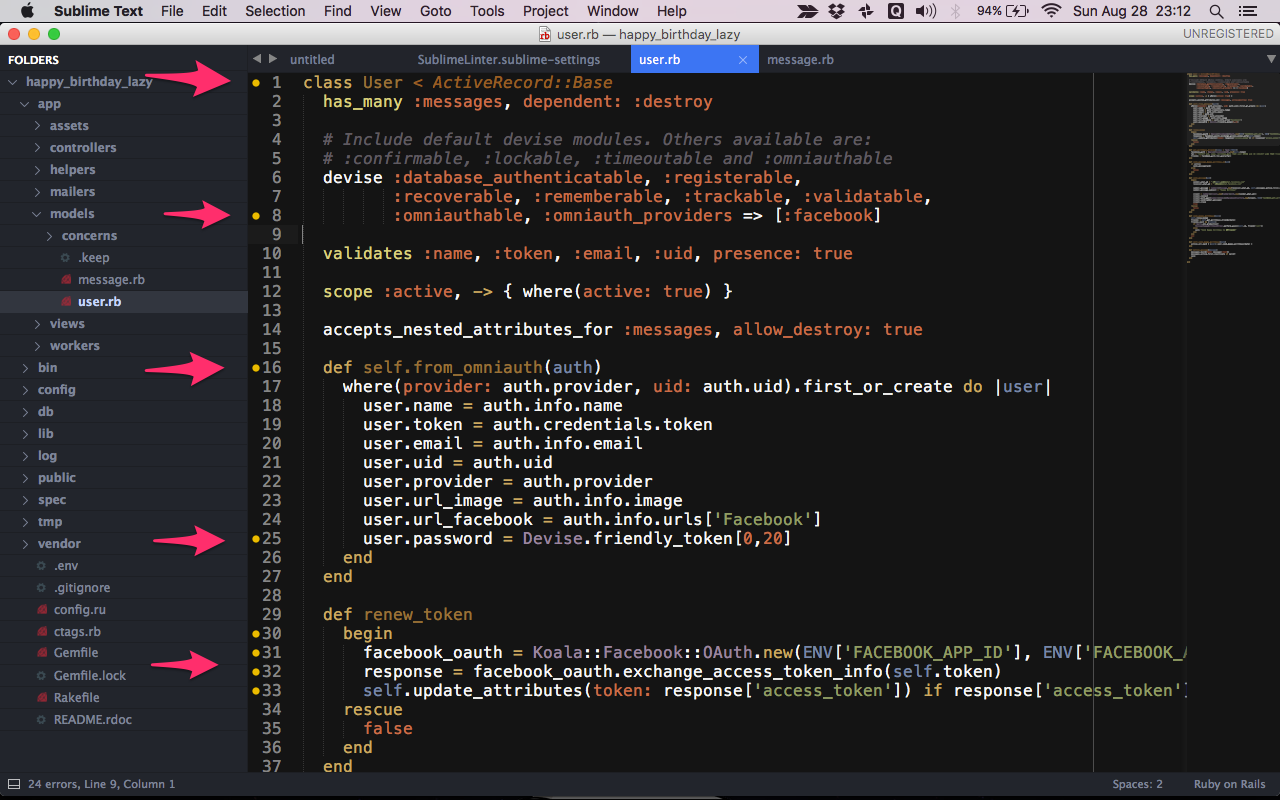 Sublime Text File Edit Selection Find View Goto Tools Project Window Help 94% Sun Aug 28 23:12
user.rb — happy_birthday_lazy UNREGISTERED
FOLDERS
happy_birthday_lazy
app
assets
controllers
helpers
mailers
models
concerns
.keep
message.rb
user.rb
views
workers
bin
config
db
lib
log
public
spec
tmp
vendor
.env
.gitignore
config.ru
ctags.rb
Gemfile
Gemfile.lock
Rakefile
README.rdoc
untitled SublimeLinter.sublime-settings user.rb message.rb
1 class User < ActiveRecord::Base
2   has_many :messages, dependent: :destroy
3
4   # Include default devise modules. Others available are:
5   # :confirmable, :lockable, :timeoutable and :omniauthable
6   devise :database_authenticatable, :registerable,
7          :recoverable, :rememberable, :trackable, :validatable,
8          :omniauthable, :omniauth_providers => [:facebook]
9
10   validates :name, :token, :email, :uid, presence: true
11
12   scope :active, -> { where(active: true) }
13
14   accepts_nested_attributes_for :messages, allow_destroy: true
15
16   def self.from_omniauth(auth)
17     where(provider: auth.provider, uid: auth.uid).first_or_create do |user|
18       user.name = auth.info.name
19       user.token = auth.credentials.token
20       user.email = auth.info.email
21       user.uid = auth.uid
22       user.provider = auth.provider
23       user.url_image = auth.info.image
24       user.url_facebook = auth.info.urls['Facebook']
25       user.password = Devise.friendly_token[0,20]
26     end
27   end
28
29   def renew_token
30     begin
31       facebook_oauth = Koala::Facebook::OAuth.new(ENV['FACEBOOK_APP_ID'], ENV['FACEBOOK_A
32       response = facebook_oauth.exchange_access_token_info(self.token)
33       self.update_attributes(token: response['access_token']) if response['access_token']
34     rescue
35       false
36     end
37   end
24 errors, Line 9, Column 1 Spaces: 2 Ruby on Rails